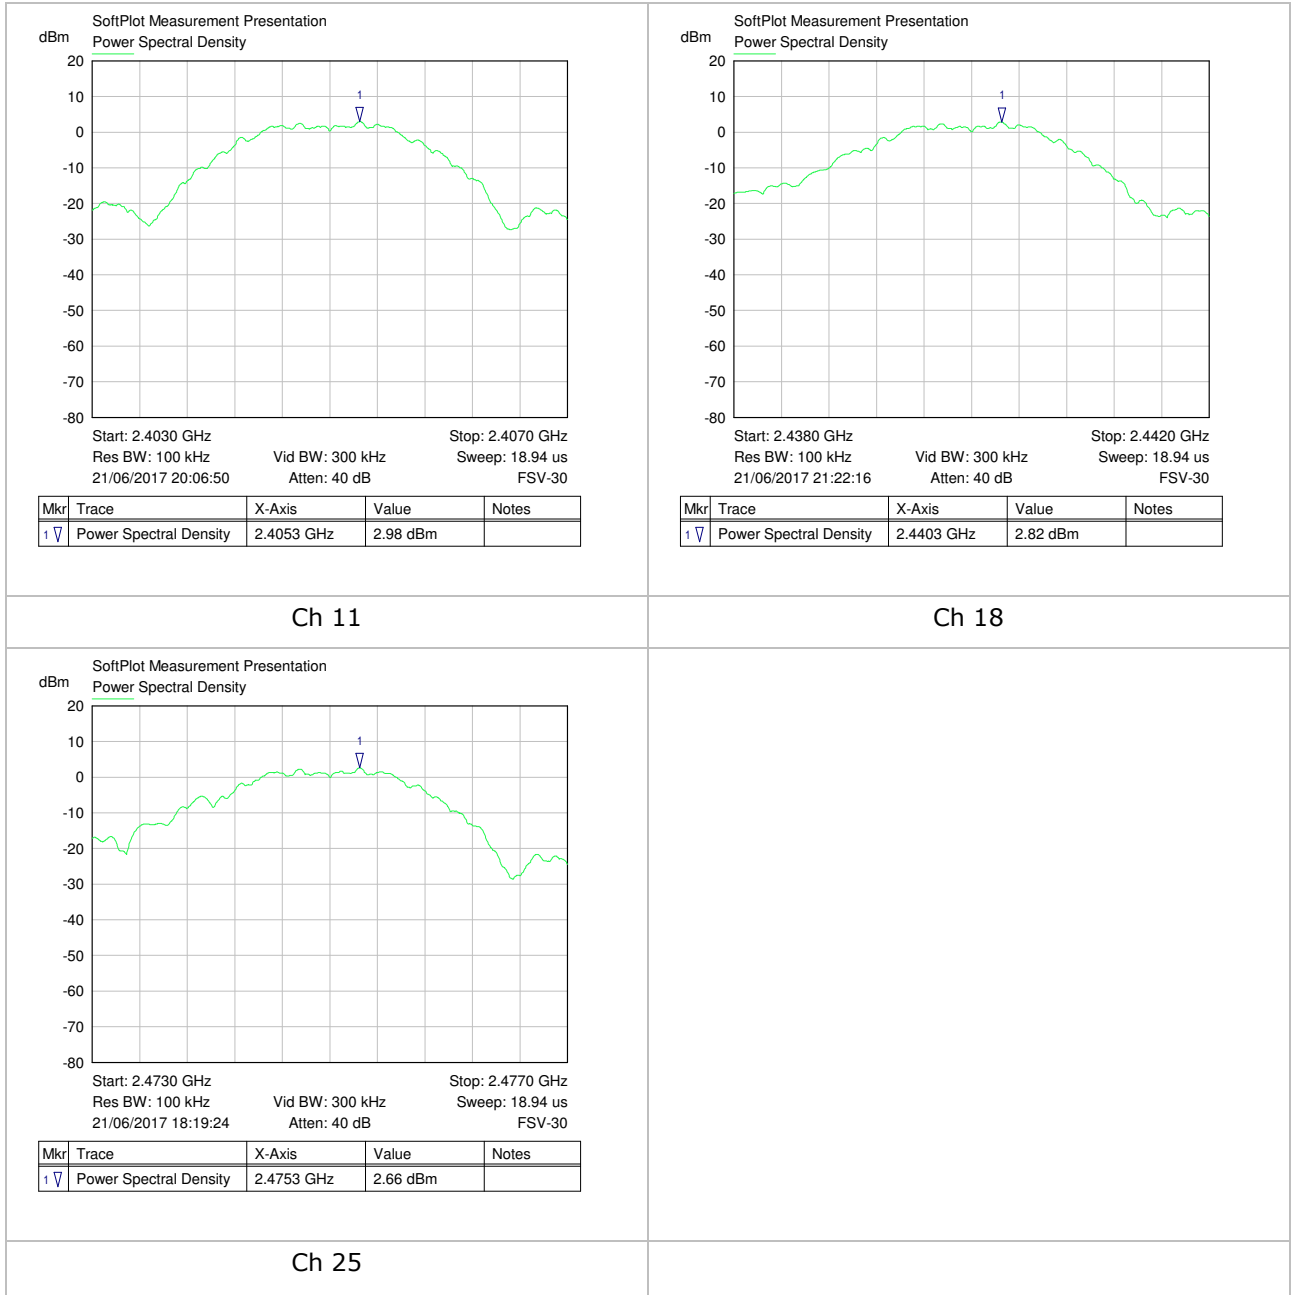 SoftPlot Measurement Presentation
dBm
Power Spectral Density
20
10
1
0
-10
-20
-30
-40
-50
-60
-70
-80
Start: 2.4030 GHz Stop: 2.4070 GHz
Res BW: 100 kHz Vid BW: 300 kHz Sweep: 18.94 us
21/06/2017 20:06:50 Atten: 40 dB FSV-30
Mkr Trace X-Axis Value Notes
1 Power Spectral Density 2.4053 GHz 2.98 dBm
Ch 11
SoftPlot Measurement Presentation
dBm
Power Spectral Density
20
10
1
0
-10
-20
-30
-40
-50
-60
-70
-80
Start: 2.4380 GHz Stop: 2.4420 GHz
Res BW: 100 kHz Vid BW: 300 kHz Sweep: 18.94 us
21/06/2017 21:22:16 Atten: 40 dB FSV-30
Mkr Trace X-Axis Value Notes
1 Power Spectral Density 2.4403 GHz 2.82 dBm
Ch 18
SoftPlot Measurement Presentation
dBm
Power Spectral Density
20
10
1
0
-10
-20
-30
-40
-50
-60
-70
-80
Start: 2.4730 GHz Stop: 2.4770 GHz
Res BW: 100 kHz Vid BW: 300 kHz Sweep: 18.94 us
21/06/2017 18:19:24 Atten: 40 dB FSV-30
Mkr Trace X-Axis Value Notes
1 Power Spectral Density 2.4753 GHz 2.66 dBm
Ch 25